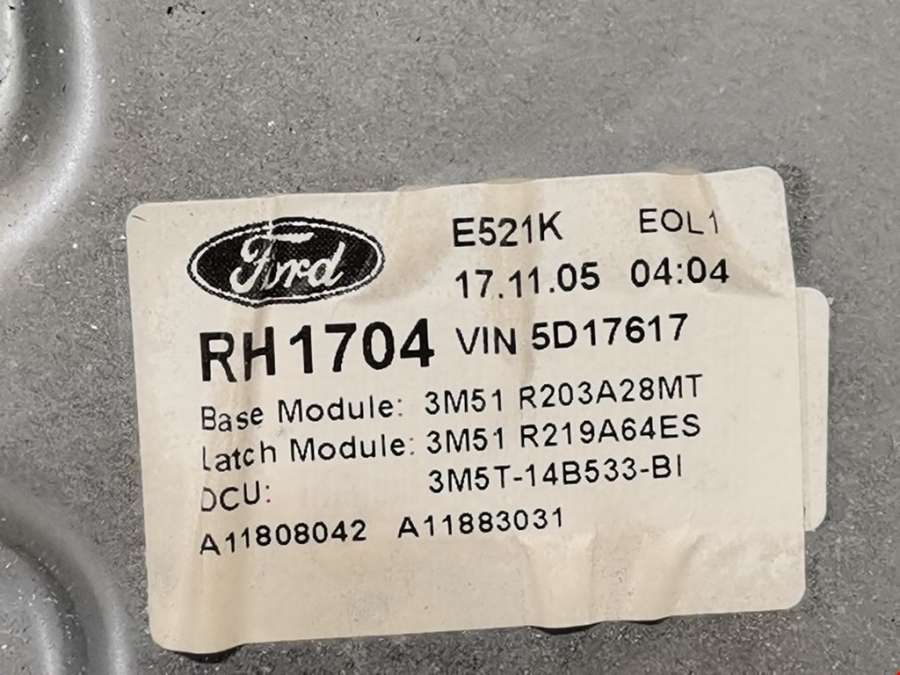 Ford
E521K EOL1
17.11.05 04:04
RH1704 VIN 5D17617
Base Module: 3M51 R203A28MT
Latch Module: 3M51 R219A64ES
DCU: 3M5T-14B533-BI
A11808042 A11883031